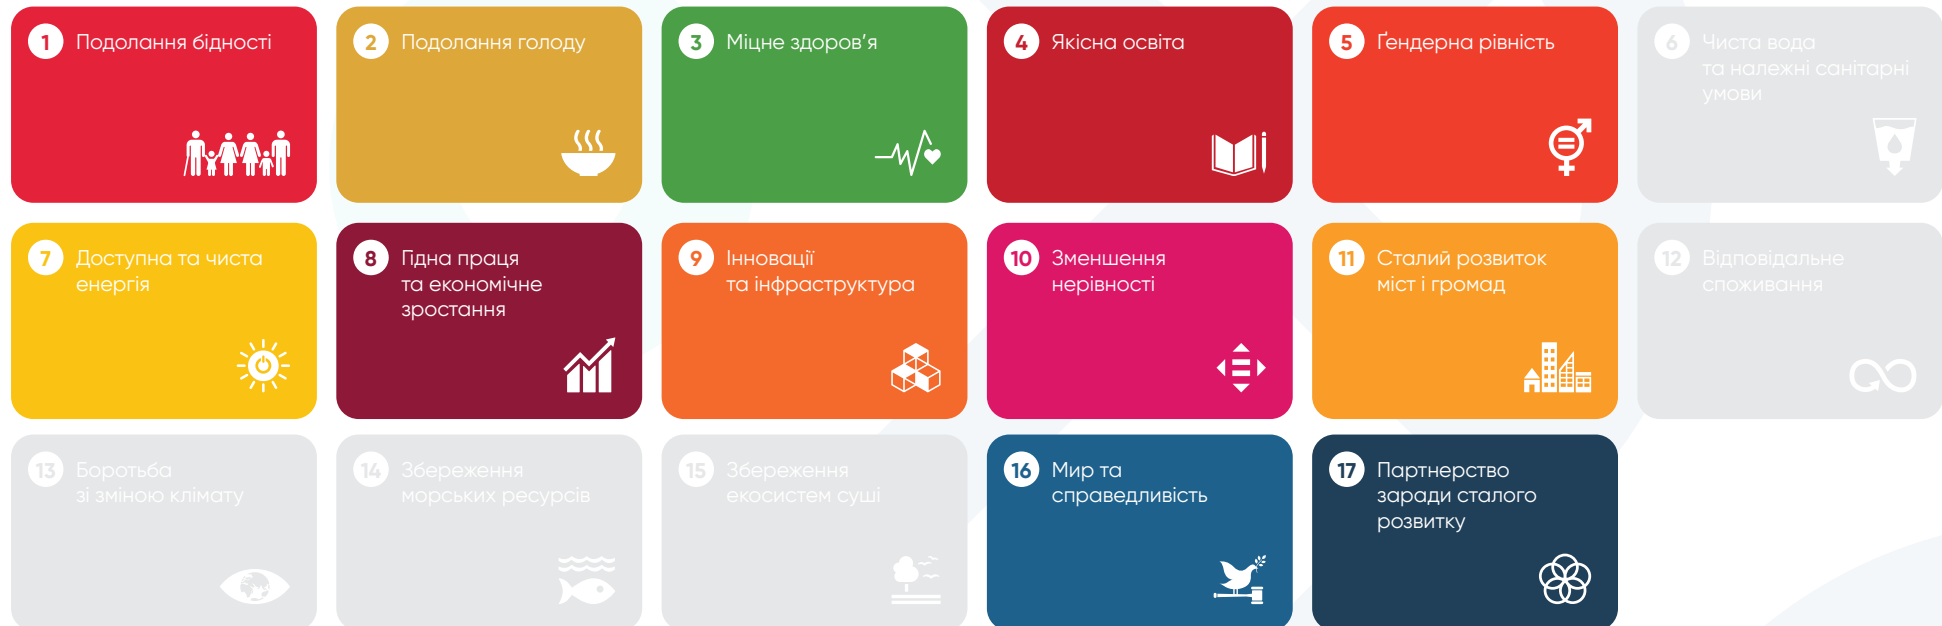 1 Подолання бідності
2 Подолання голоду
3 Міцне здоров’я
4 Якісна освіта
5 Ґендерна рівність
6 Чиста вода
та належні санітарні
умови
7 Доступна та чиста
енергія
8 Гідна праця
та економічне
зростання
9 Інновації
та інфраструктура
10 Зменшення
нерівності
11 Сталий розвиток
міст і громад
12 Відповідальне
споживання
13 Боротьба
зі зміною клімату
14 Збереження
морських ресурсів
15 Збереження
екосистем суші
16 Мир та
справедливість
17 Партнерство
заради сталого
розвитку